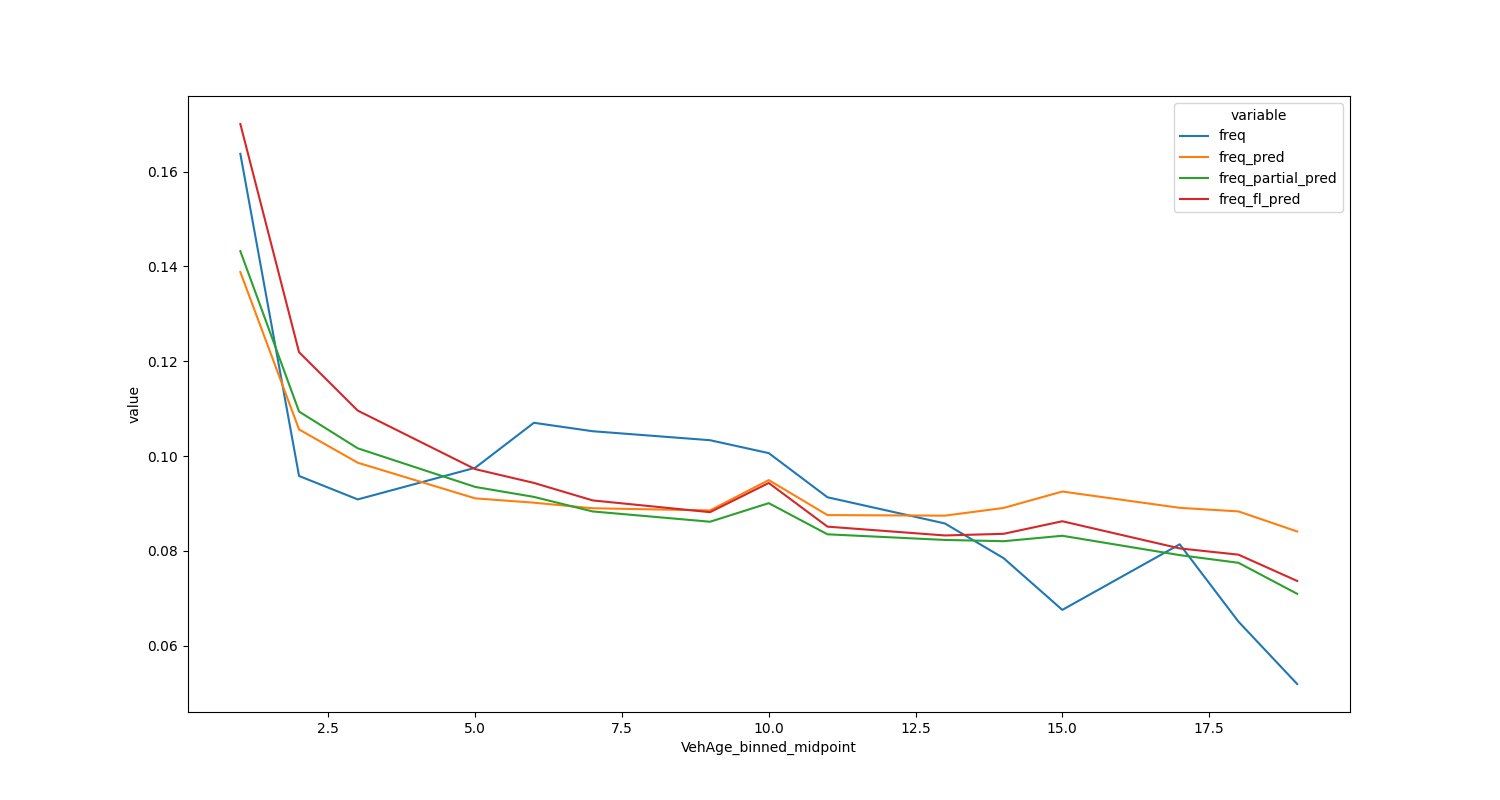 variable
freq
freq_pred
freq_partial_pred
freq_fl_pred
0.16
0.14
0.12
0.10
0.08
0.06
value
2.5
5.0
7.5
10.0
12.5
15.0
17.5
VehAge_binned_midpoint